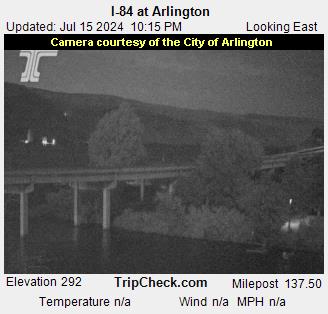 I-84 at Arlington
Updated: Jul 15 2024 10:15 PM Looking East
Camera courtesy of the City of Arlington
Elevation 292 TripCheck.com Milepost 137.50
Temperature n/a Wind n/a MPH n/a